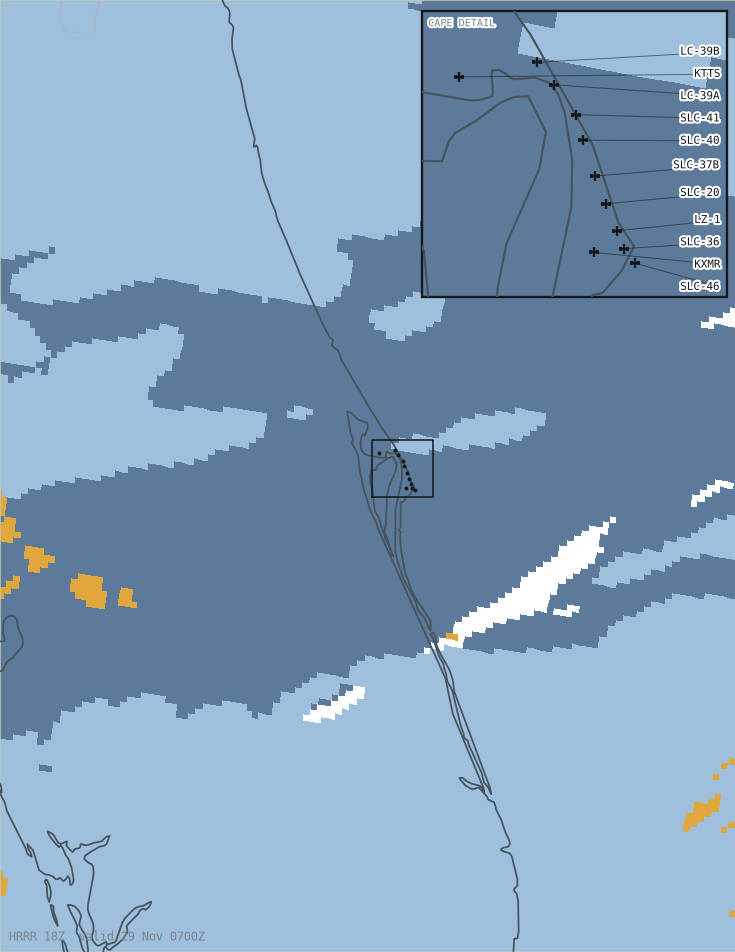 CAPE DETAIL
LC-39B
KTTS
LC-39A
SLC-41
SLC-40
SLC-37B
SLC-20
LZ-1
SLC-36
KXMR
SLC-46
HRRR 18Z  valid 29 Nov 0700Z